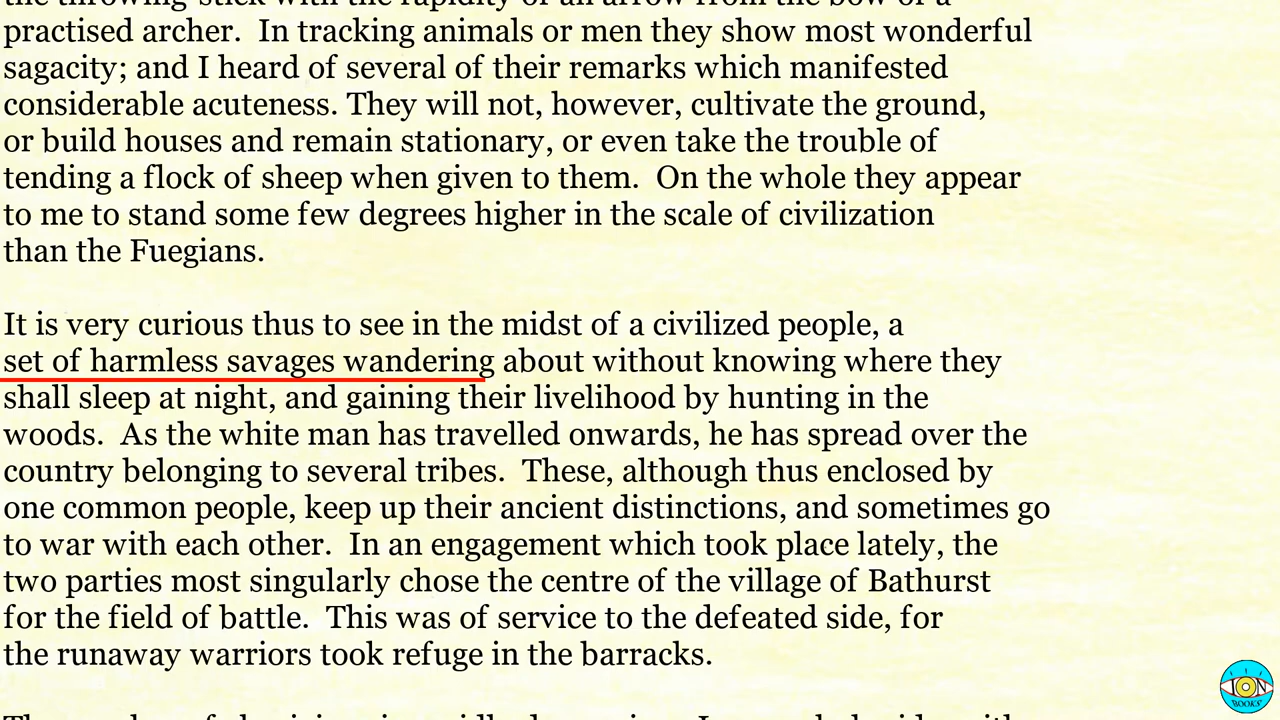 the throwing-stick with the rapidity of an arrow from the bow of a
practised archer.  In tracking animals or men they show most wonderful
sagacity; and I heard of several of their remarks which manifested
considerable acuteness. They will not, however, cultivate the ground,
or build houses and remain stationary, or even take the trouble of
tending a flock of sheep when given to them.  On the whole they appear
to me to stand some few degrees higher in the scale of civilization
than the Fuegians.
It is very curious thus to see in the midst of a civilized people, a
set of harmless savages wandering about without knowing where they
shall sleep at night, and gaining their livelihood by hunting in the
woods.  As the white man has travelled onwards, he has spread over the
country belonging to several tribes.  These, although thus enclosed by
one common people, keep up their ancient distinctions, and sometimes go
to war with each other.  In an engagement which took place lately, the
two parties most singularly chose the centre of the village of Bathurst
for the field of battle.  This was of service to the defeated side, for
the runaway warriors took refuge in the barracks.
ION
BOOKS